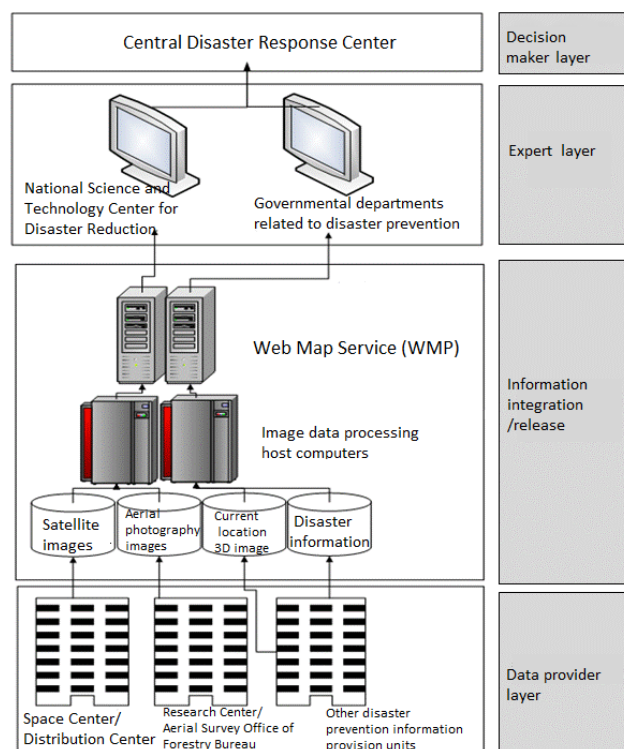 Central Disaster Response Center
Decision
maker layer
National Science and
Technology Center for
Disaster Reduction
Governmental departments
related to disaster prevention
Expert layer
Web Map Service (WMP)
Image data processing
host computers
Information
integration
/release
Satellite
images
Aerial
photography
images
Current
location
3D image
Disaster
information
Space Center/
Distribution Center
Research Center/
Aerial Survey Office of
Forestry Bureau
Other disaster
prevention information
provision units
Data provider
layer